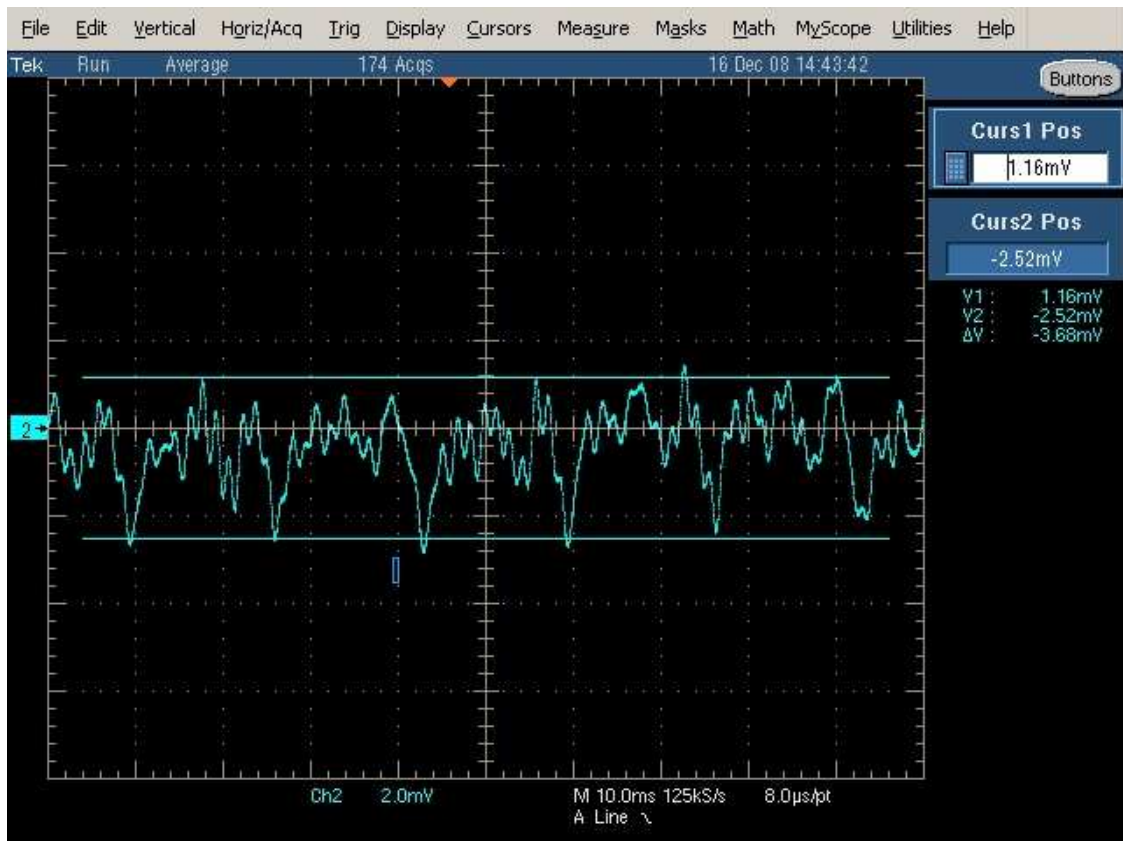 File Edit Vertical Horiz/Acq Trig Display Cursors Measure Masks Math MyScope Utilities Help
Tek Run Average 174 Acqs 16 Dec 08 14:43:42
Buttons
Curs1 Pos
1.16mV
Curs2 Pos
-2.52mV
V1 : 1.16mV
V2 : -2.52mV
ΔV : -3.68mV
2
Ch2 2.0mV M 10.0ms 125kS/s 8.0µs/pt
A Line